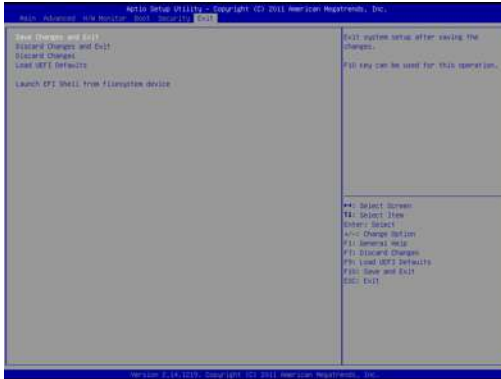 Aptio Setup Utility - Copyright (C) 2011 American Megatrends, Inc.
Main Advanced H/W Monitor Boot Security Exit
Save Changes and Exit
Discard Changes and Exit
Discard Changes
Load UEFI Defaults
Launch EFI Shell from filesystem device
Exit system setup after saving the
changes.
F10 key can be used for this operation.
→←: Select Screen
↑↓: Select Item
Enter: Select
+/-: Change Option
F1: General Help
F7: Discard Changes
F9: Load UEFI Defaults
F10: Save and Exit
ESC: Exit
Version 2.14.1219. Copyright (C) 2011 American Megatrends, Inc.